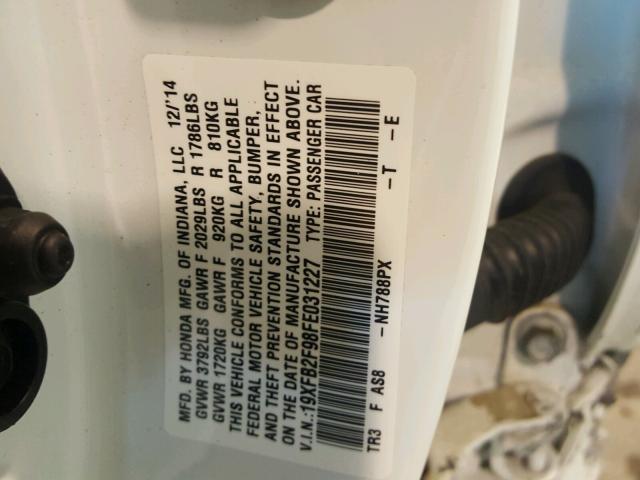 MFD. BY HONDA MFG. OF INDIANA, LLC 12/'14
GVWR 3792LBS GAWR F 2029LBS R 1786LBS
GVWR 1720KG GAWR F 920KG R 810KG
THIS VEHICLE CONFORMS TO ALL APPLICABLE
FEDERAL MOTOR VEHICLE SAFETY, BUMPER,
AND THEFT PREVENTION STANDARDS IN EFFECT
ON THE DATE OF MANUFACTURE SHOWN ABOVE.
V.I.N.:19XFB2F98FE031227 TYPE: PASSENGER CAR
TR3 F AS8 -NH788PX -T -E